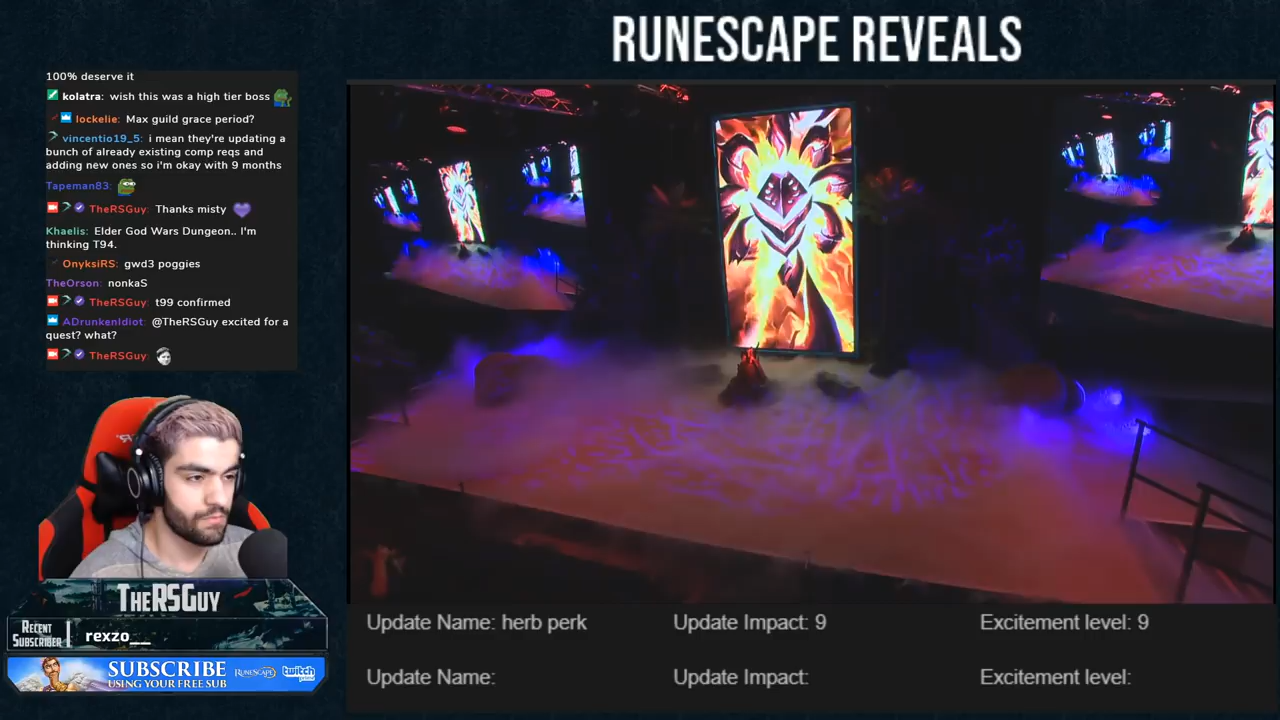 RUNESCAPE REVEALS
100% deserve it
kolatra: wish this was a high tier boss
lockelie: Max guild grace period?
vincentio19_5: i mean they're updating a
bunch of already existing comp reqs and
adding new ones so i'm okay with 9 months
Tapeman83:
TheRSGuy: Thanks misty
Khaelis: Elder God Wars Dungeon.. I'm
thinking T94.
OnyksiRS: gwd3 poggies
TheOrson: nonkaS
TheRSGuy: t99 confirmed
ADrunkenIdiot: @TheRSGuy excited for a
quest? what?
TheRSGuy:
THERSGUY
RECENT
SUBSCRIBER
rexzo__
SUBSCRIBE
USING YOUR FREE SUB
RUNESCAPE
twitch
prime
Update Name: herb perk
Update Impact: 9
Excitement level: 9
Update Name:
Update Impact:
Excitement level: